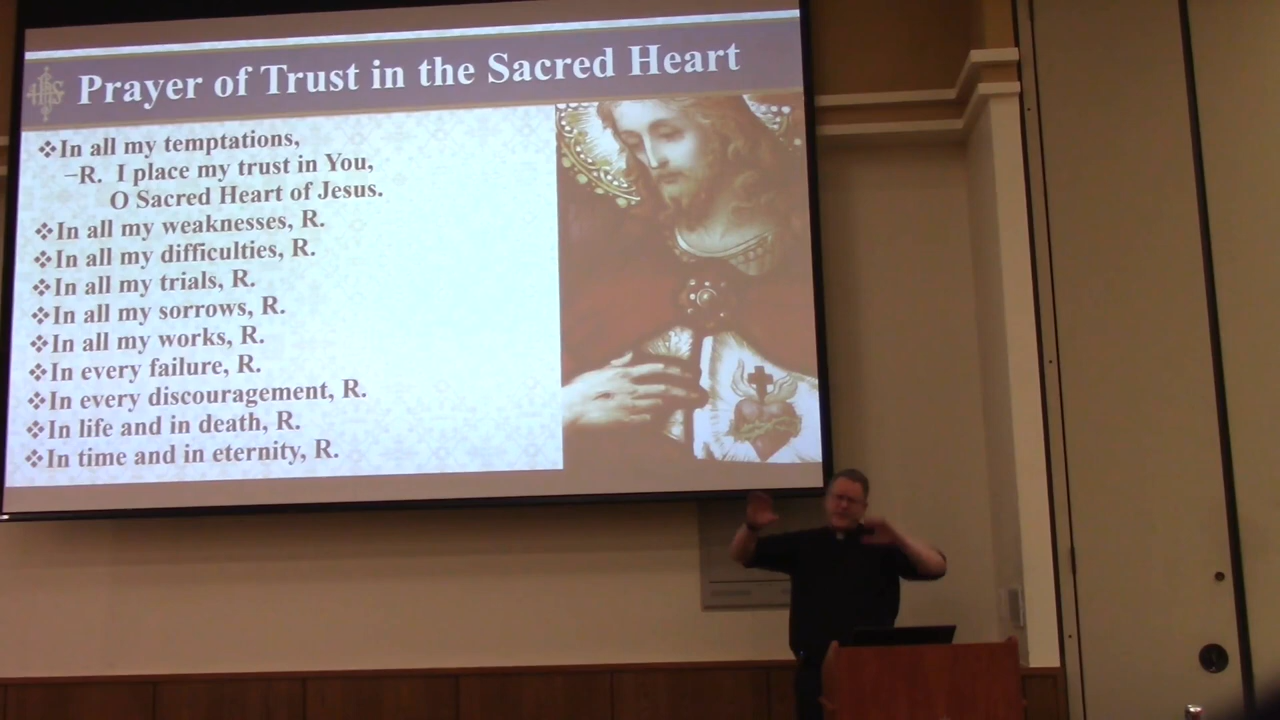 IHS
Prayer of Trust in the Sacred Heart
❖In all my temptations,
–R. I place my trust in You,
O Sacred Heart of Jesus.
❖In all my weaknesses, R.
❖In all my difficulties, R.
❖In all my trials, R.
❖In all my sorrows, R.
❖In all my works, R.
❖In every failure, R.
❖In every discouragement, R.
❖In life and in death, R.
❖In time and in eternity, R.